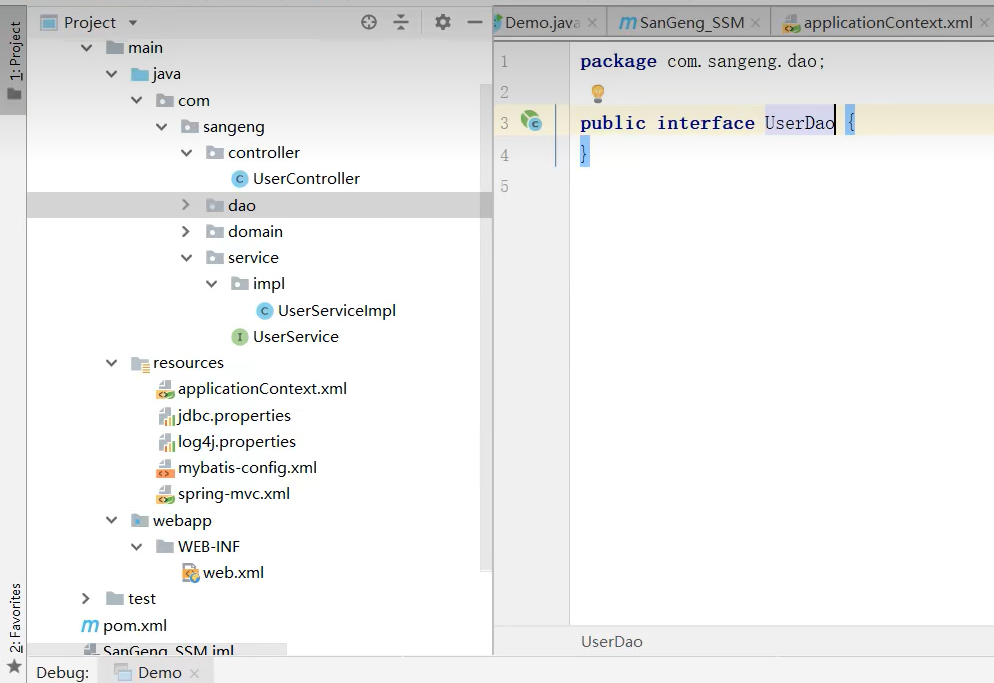 Project
Demo.java
SanGeng_SSM
applicationContext.xml
1: Project
main
java
com
sangeng
controller
UserController
dao
domain
service
impl
UserServiceImpl
UserService
resources
applicationContext.xml
jdbc.properties
log4j.properties
mybatis-config.xml
spring-mvc.xml
webapp
WEB-INF
web.xml
test
pom.xml
SanGeng_SSM.iml
2: Favorites
1 package com.sangeng.dao;
2
3 public interface UserDao {
4 }
5
UserDao
Debug:
Demo